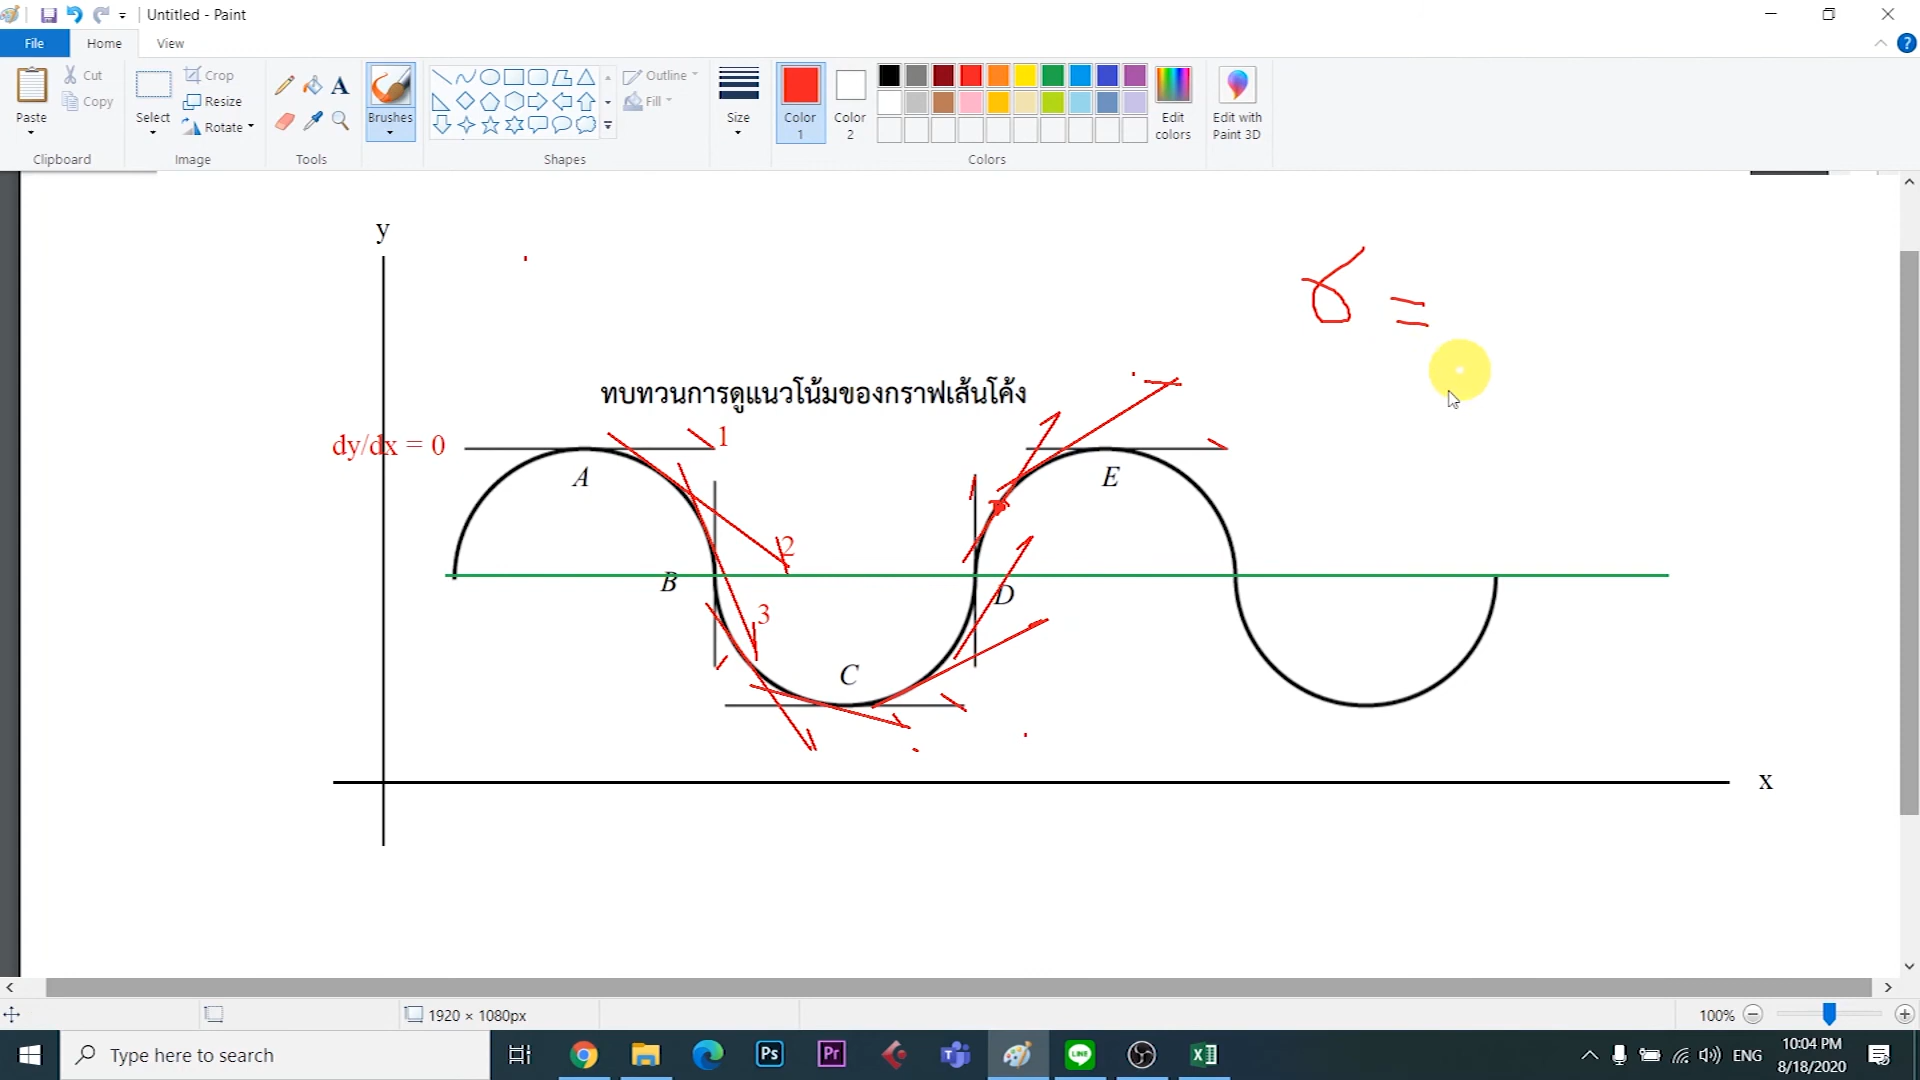 Untitled - Paint
File Home View
Paste
Cut
Copy
Clipboard
Select
Crop
Resize
Rotate
Image
A
Tools
Brushes
Outline
Fill
Shapes
Size
Color 1
Color 2
Edit colors
Edit with Paint 3D
Colors
y
ทบทวนการดูแนวโน้มของกราฟเส้นโค้ง
dy/dx = 0
1
A
E
2
B
D
3
C
x
1920 × 1080px
100%
Type here to search
Ps
Pr
LINE
ENG
10:04 PM
8/18/2020